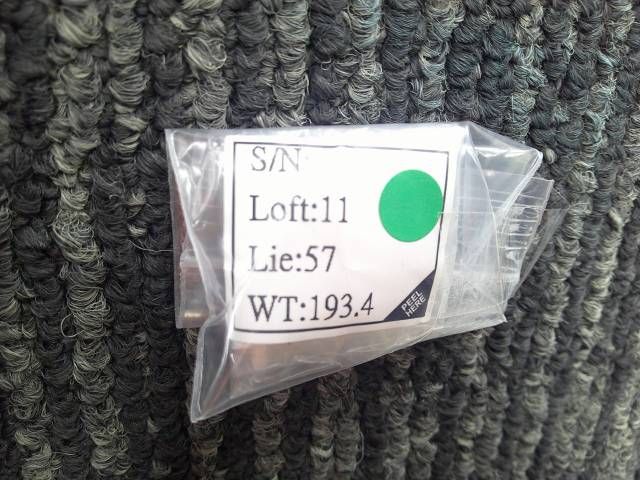 S/N
Loft:11
Lie:57
WT:193.4
PEEL
HERE